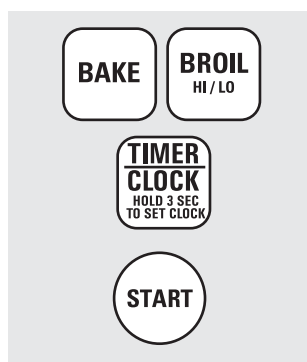 BAKE
BROIL
HI / LO
TIMER
CLOCK
HOLD 3 SEC
TO SET CLOCK
START